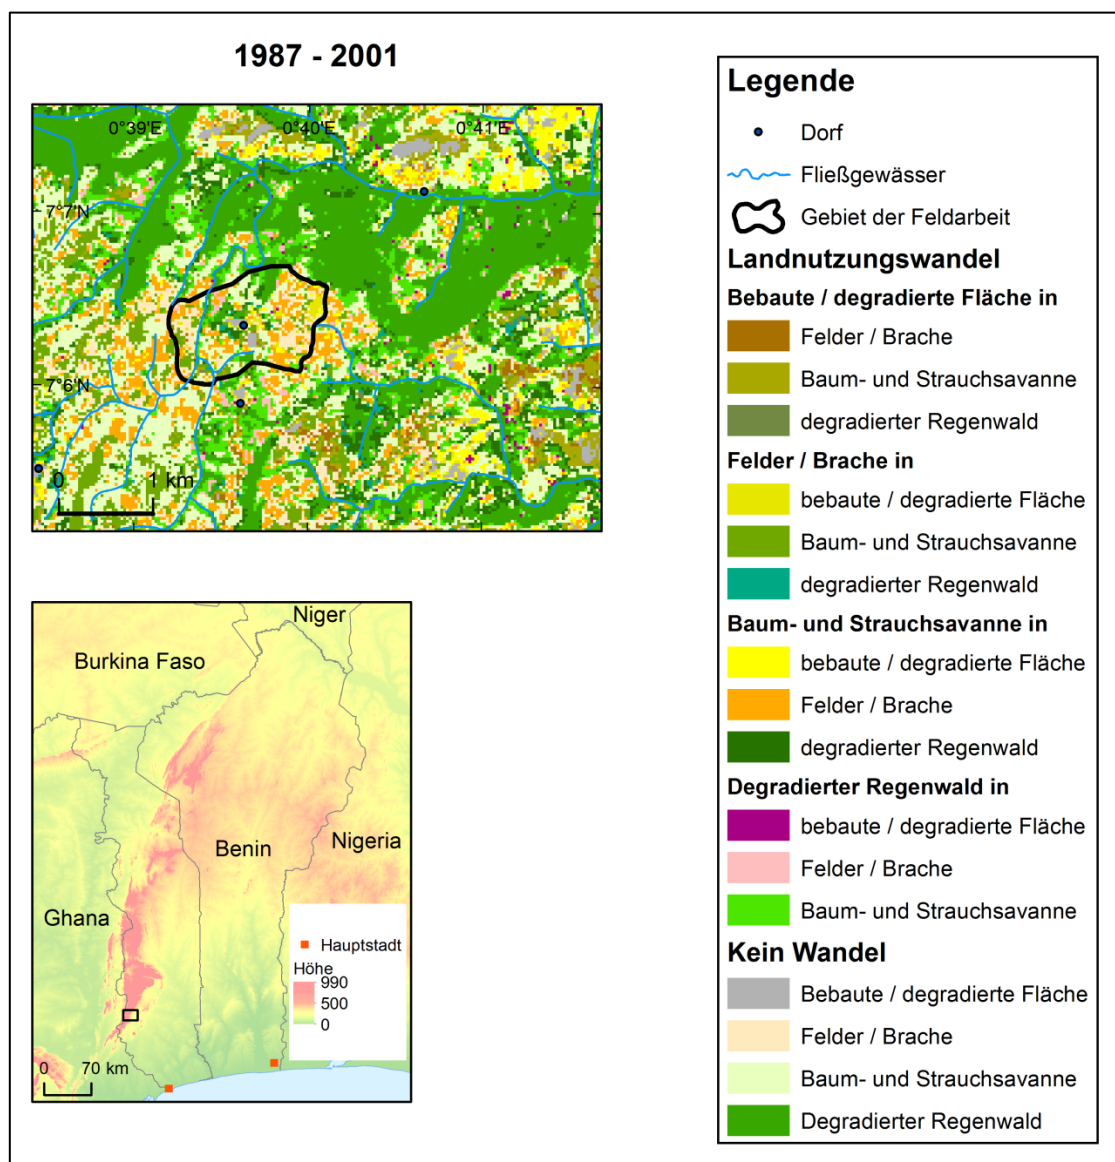 1987 - 2001
0°39'E
0°40'E
0°41'E
7°7'N
7°6'N
0 1 km
Niger
Burkina Faso
Benin
Nigeria
Ghana
Hauptstadt
Höhe
990
500
0
0 70 km
Legende
Dorf
Fließgewässer
Gebiet der Feldarbeit
Landnutzungswandel
Bebaute / degradierte Fläche in
Felder / Brache
Baum- und Strauchsavanne
degradierter Regenwald
Felder / Brache in
bebaute / degradierte Fläche
Baum- und Strauchsavanne
degradierter Regenwald
Baum- und Strauchsavanne in
bebaute / degradierte Fläche
Felder / Brache
degradierter Regenwald
Degradierter Regenwald in
bebaute / degradierte Fläche
Felder / Brache
Baum- und Strauchsavanne
Kein Wandel
Bebaute / degradierte Fläche
Felder / Brache
Baum- und Strauchsavanne
Degradierter Regenwald